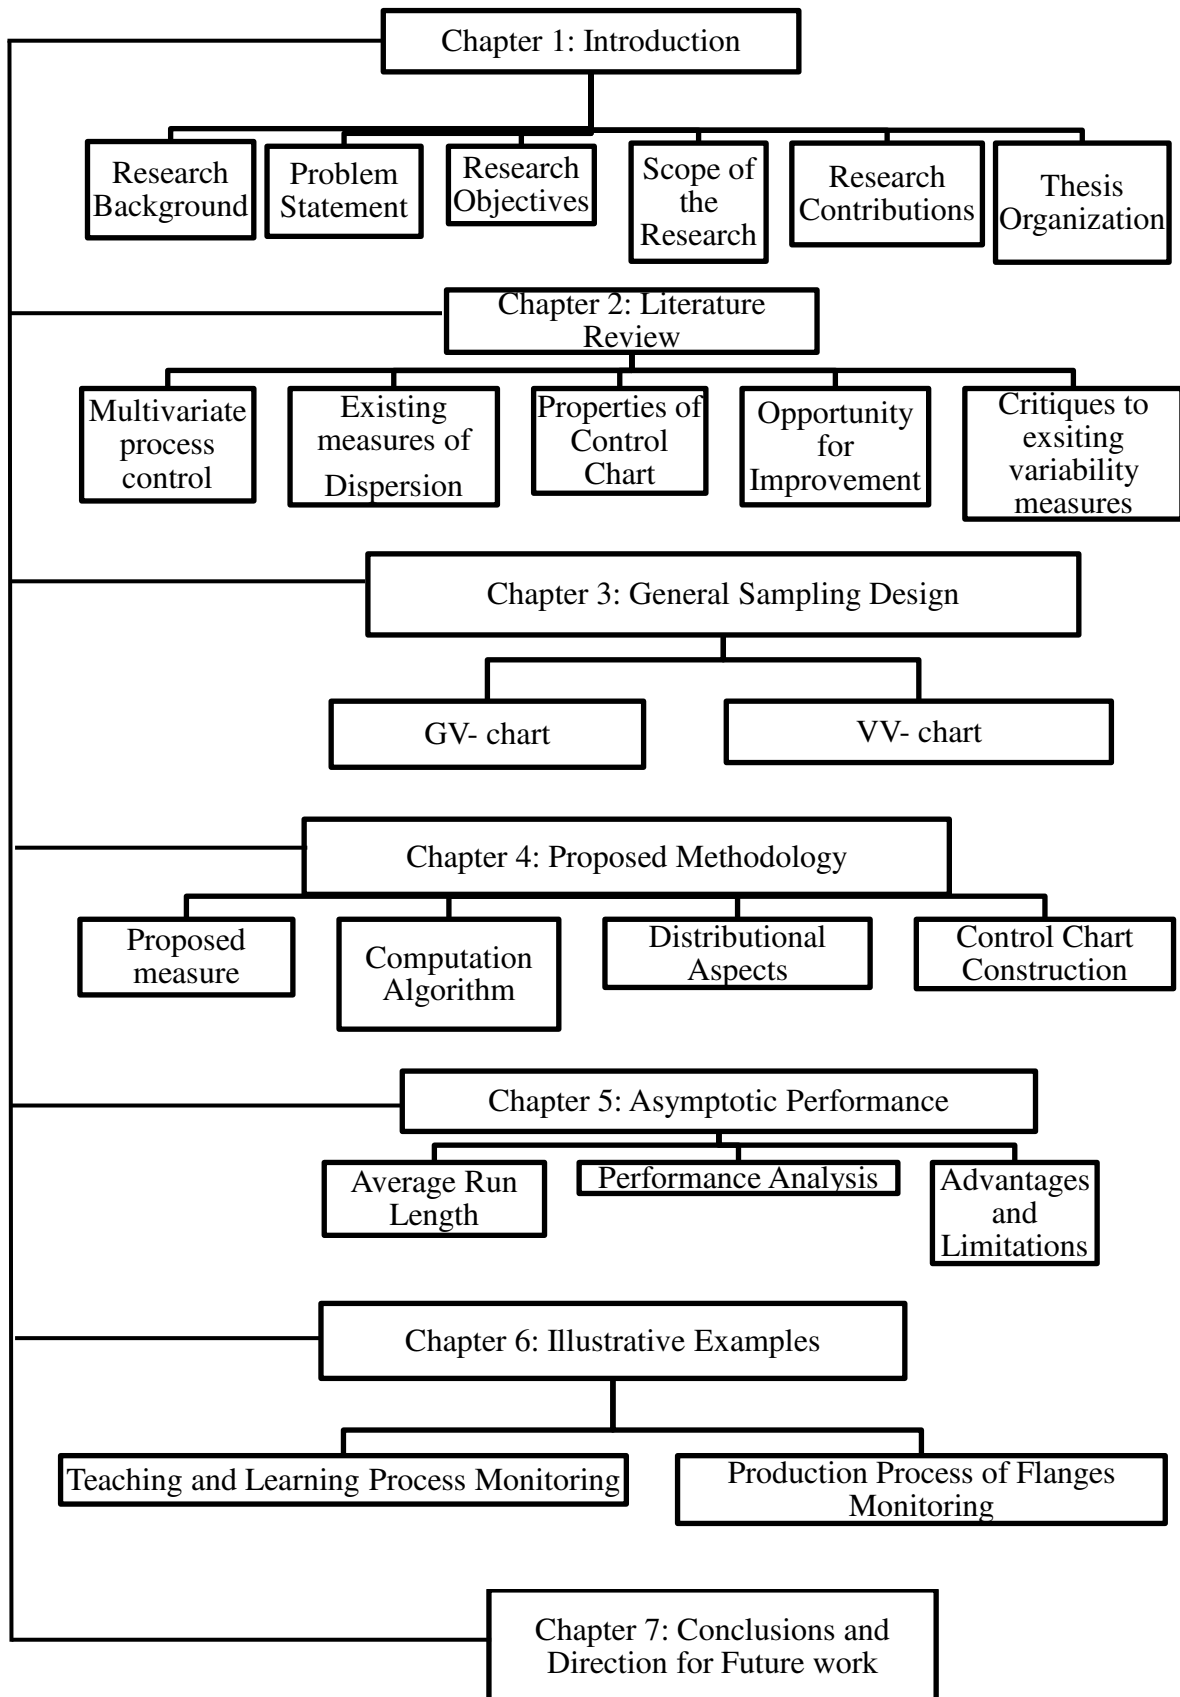 Chapter 1: Introduction
Research
Background
Problem
Statement
Research
Objectives
Scope of
the
Research
Research
Contributions
Thesis
Organization
Chapter 2: Literature
Review
Multivariate
process
control
Existing
measures of
Dispersion
Properties of
Control
Chart
Opportunity
for
Improvement
Critiques to
exsiting
variability
measures
Chapter 3: General Sampling Design
GV- chart
VV- chart
Chapter 4: Proposed Methodology
Proposed
measure
Computation
Algorithm
Distributional
Aspects
Control Chart
Construction
Chapter 5: Asymptotic Performance
Average Run
Length
Performance Analysis
Advantages
and
Limitations
Chapter 6: Illustrative Examples
Teaching and Learning Process Monitoring
Production Process of Flanges
Monitoring
Chapter 7: Conclusions and
Direction for Future work